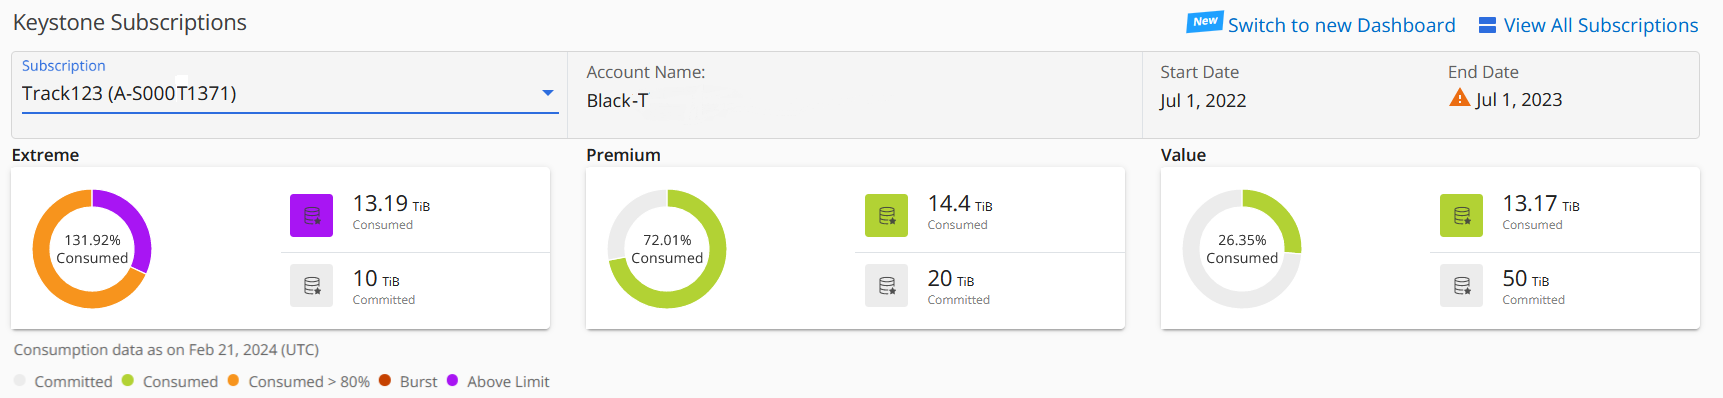 Keystone Subscriptions
New Switch to new Dashboard View All Subscriptions
Subscription
Track123 (A-S000T1371)
Account Name:
Black-T
Start Date
Jul 1, 2022
End Date
Jul 1, 2023
Extreme
131.92%
Consumed
13.19 TiB
Consumed
10 TiB
Committed
Premium
72.01%
Consumed
14.4 TiB
Consumed
20 TiB
Committed
Value
26.35%
Consumed
13.17 TiB
Consumed
50 TiB
Committed
Consumption data as on Feb 21, 2024 (UTC)
Committed Consumed Consumed > 80% Burst Above Limit